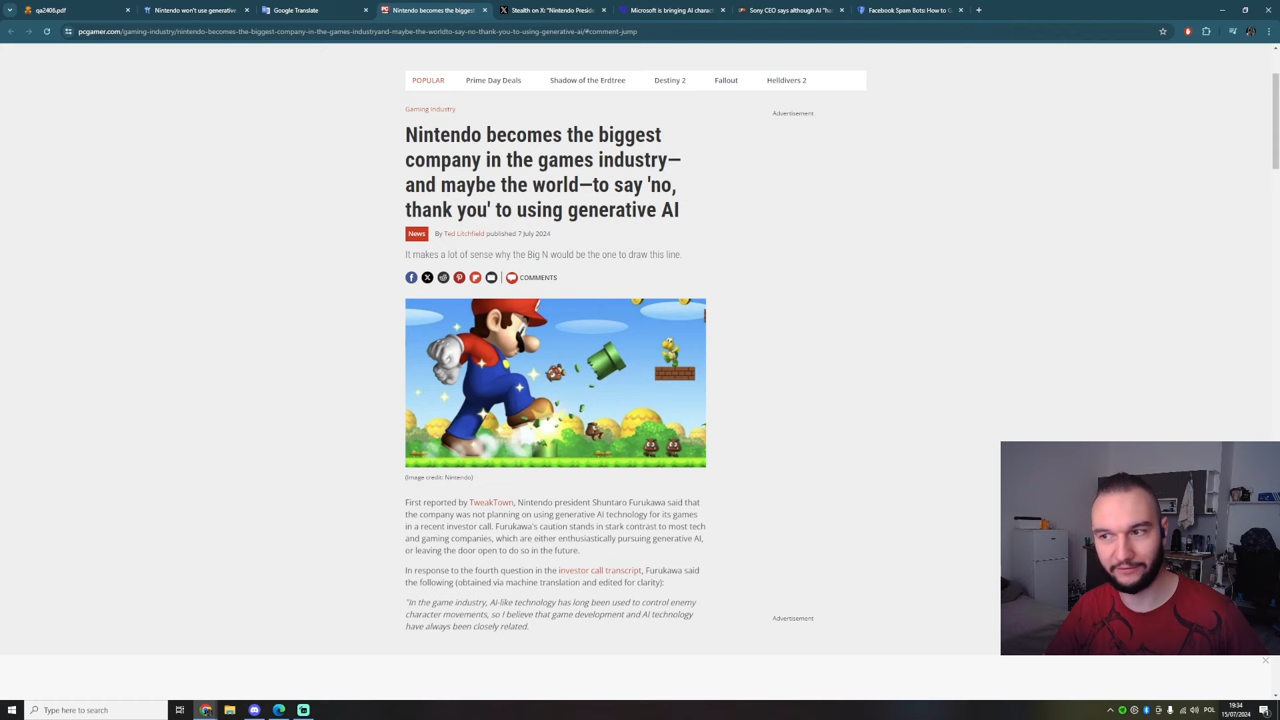 qa2406.pdf
Nintendo won't use generative
Google Translate
Nintendo becomes the biggest
Stealth on X: "Nintendo Presid
Microsoft is bringing AI charac
Sony CEO says although AI "ha
Facebook Spam Bots: How to G
pcgamer.com/gaming-industry/nintendo-becomes-the-biggest-company-in-the-games-industryand-maybe-the-worldto-say-no-thank-you-to-using-generative-ai/#comment-jump
POPULAR Prime Day Deals Shadow of the Erdtree Destiny 2 Fallout Helldivers 2
Gaming Industry
Advertisement
Nintendo becomes the biggest
company in the games industry—
and maybe the world—to say 'no,
thank you' to using generative AI
News By Ted Litchfield published 7 July 2024
It makes a lot of sense why the Big N would be the one to draw this line.
COMMENTS
(Image credit: Nintendo)
First reported by TweakTown, Nintendo president Shuntaro Furukawa said that
the company was not planning on using generative AI technology for its games
in a recent investor call. Furukawa's caution stands in stark contrast to most tech
and gaming companies, which are either enthusiastically pursuing generative AI,
or leaving the door open to do so in the future.
In response to the fourth question in the investor call transcript, Furukawa said
the following (obtained via machine translation and edited for clarity):
"In the game industry, AI-like technology has long been used to control enemy
character movements, so I believe that game development and AI technology
have always been closely related.
Advertisement
Type here to search
POL
19:34
15/07/2024